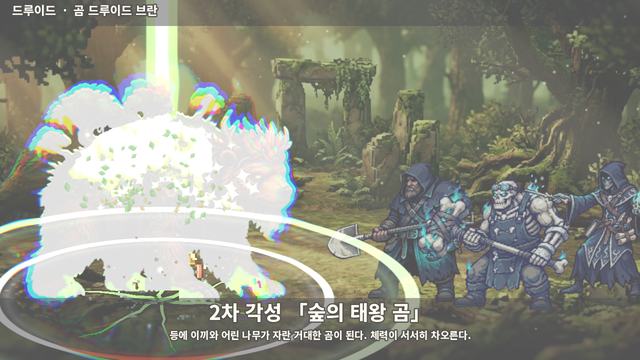 드루이드 · 곰 드루이드 브란
2차 각성 「숲의 태왕 곰」
등에 이끼와 어린 나무가 자란 거대한 곰이 된다. 체력이 서서히 차오른다.